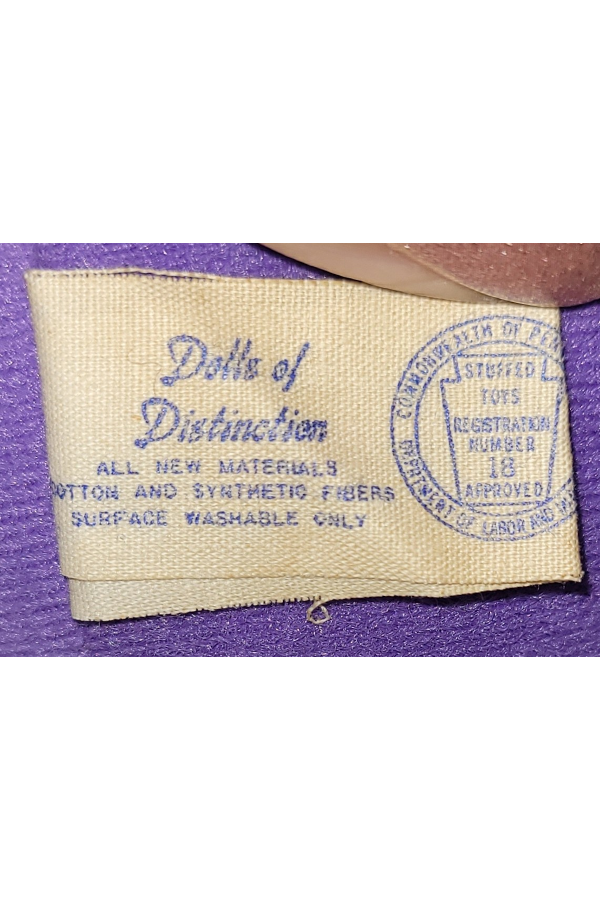 Dolls of
Distinction
ALL NEW MATERIALS
COTTON AND SYNTHETIC FIBERS
SURFACE WASHABLE ONLY
COMMONWEALTH OF
STUFFED
TOYS
REGISTRATION
NUMBER
18
APPROVED
DEPARTMENT OF LABOR AND